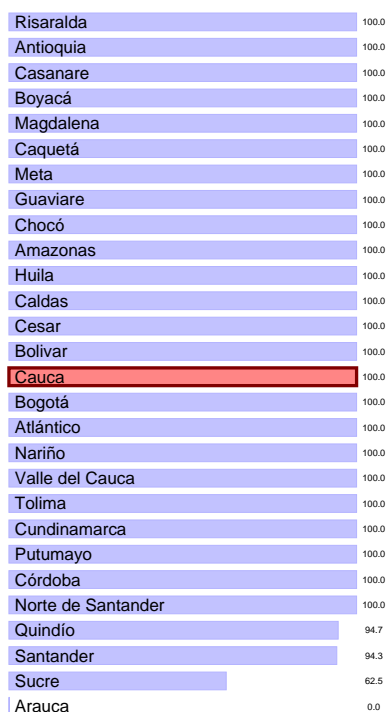 Risaralda 100.0
Antioquia 100.0
Casanare 100.0
Boyacá 100.0
Magdalena 100.0
Caquetá 100.0
Meta 100.0
Guaviare 100.0
Chocó 100.0
Amazonas 100.0
Huila 100.0
Caldas 100.0
Cesar 100.0
Bolivar 100.0
Cauca 100.0
Bogotá 100.0
Atlántico 100.0
Nariño 100.0
Valle del Cauca 100.0
Tolima 100.0
Cundinamarca 100.0
Putumayo 100.0
Córdoba 100.0
Norte de Santander 100.0
Quindío 94.7
Santander 94.3
Sucre 62.5
Arauca 0.0